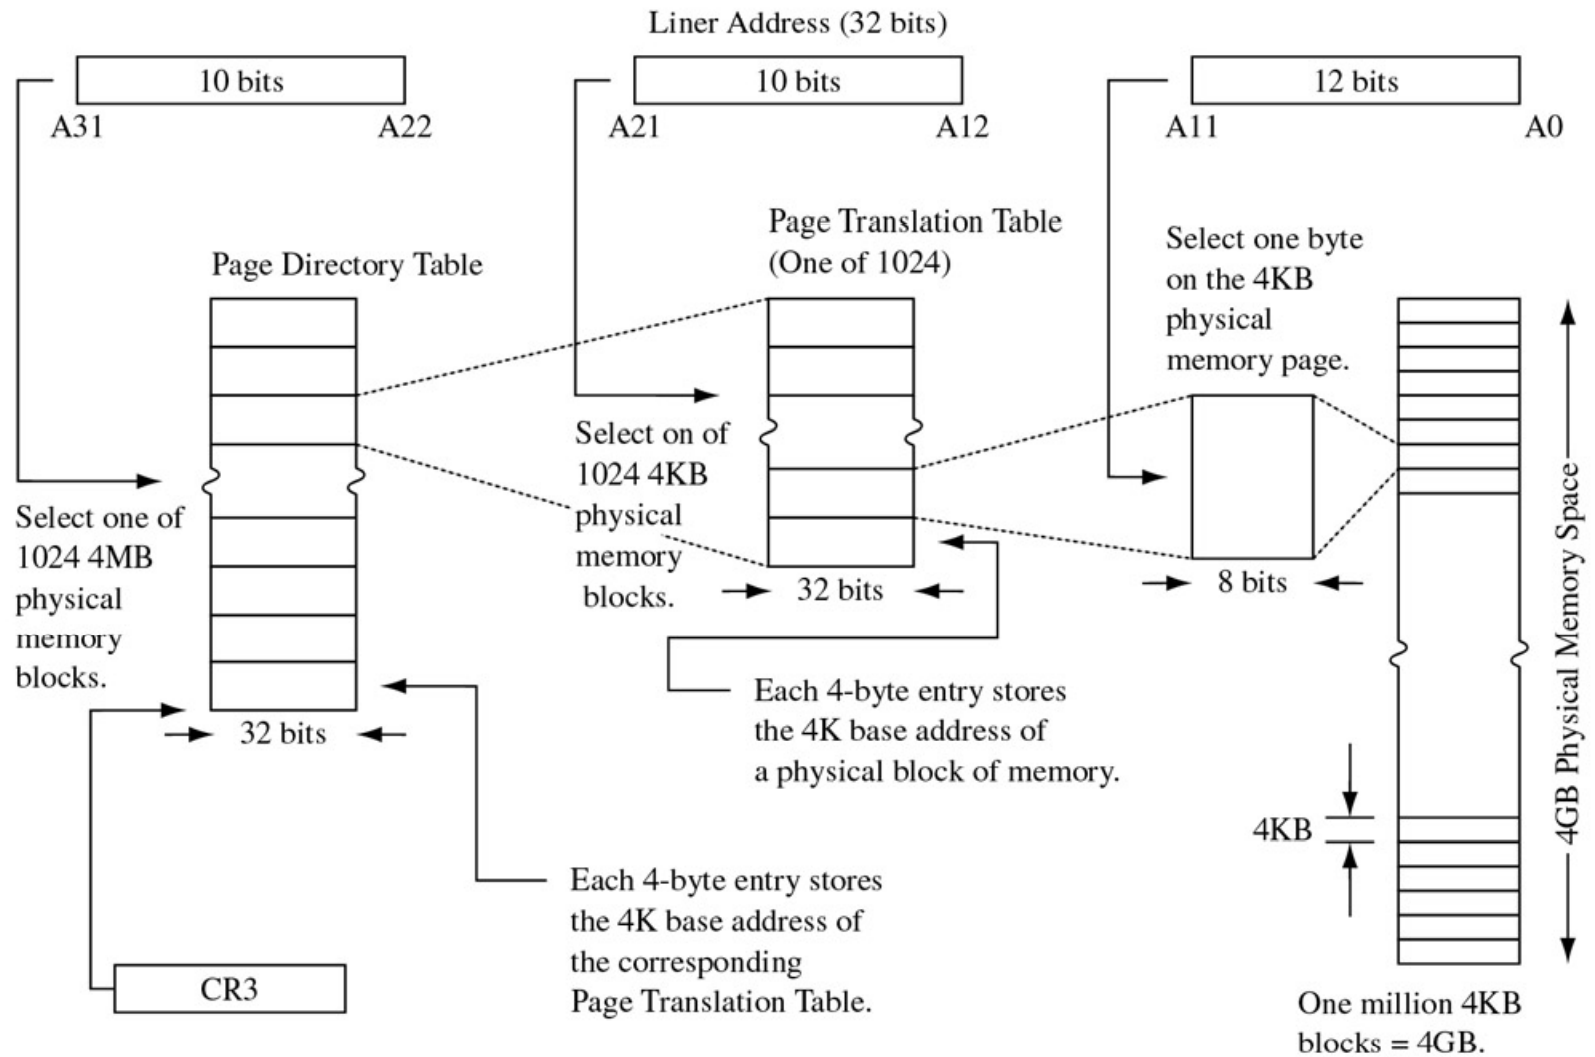 Liner Address (32 bits)
10 bits
10 bits
12 bits
A31
A22
A21
A12
A11
A0
Page Directory Table
Page Translation Table
(One of 1024)
Select one byte
on the 4KB
physical
memory page.
Select on of
1024 4KB
physical
memory
blocks.
Select one of
1024 4MB
physical
memory
blocks.
32 bits
32 bits
8 bits
4GB Physical Memory Space
Each 4-byte entry stores
the 4K base address of
a physical block of memory.
4KB
Each 4-byte entry stores
the 4K base address of
the corresponding
Page Translation Table.
CR3
One million 4KB
blocks = 4GB.